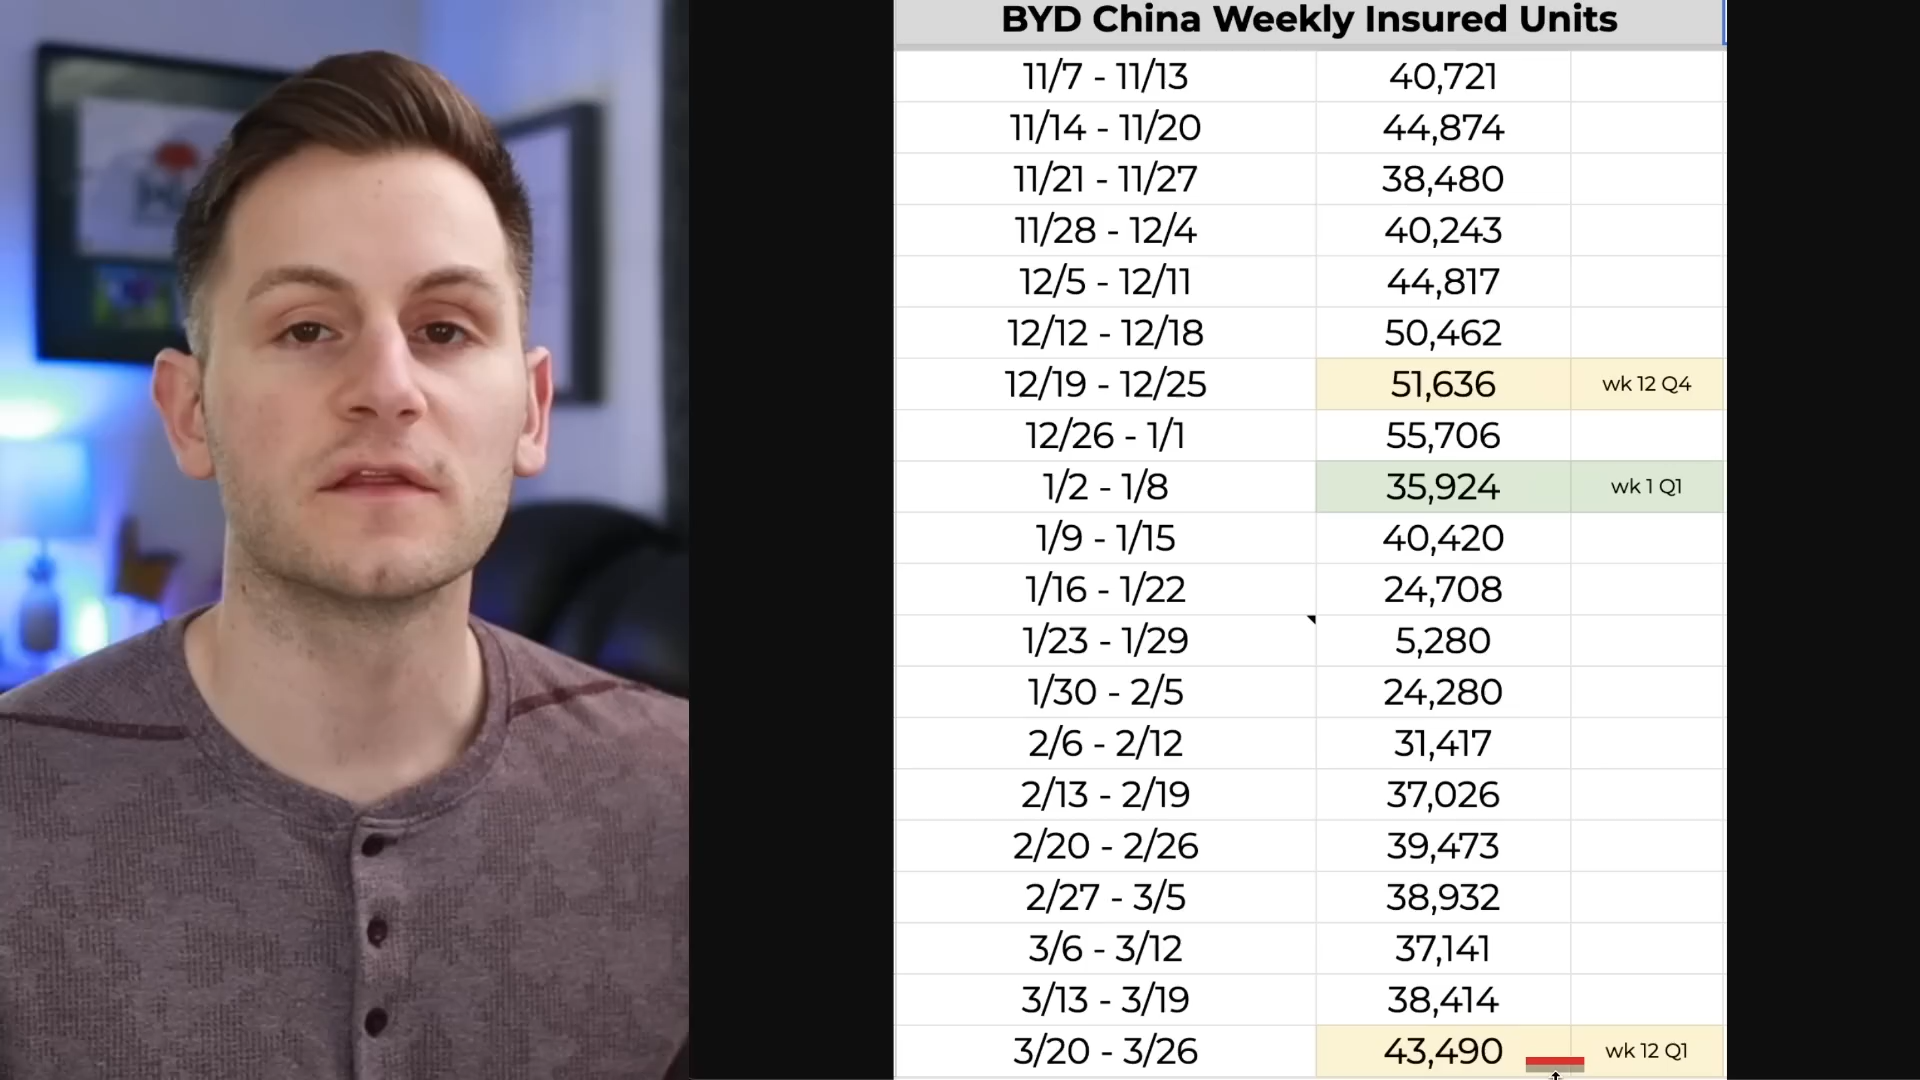 BYD China Weekly Insured Units
11/7 - 11/13 40,721
11/14 - 11/20 44,874
11/21 - 11/27 38,480
11/28 - 12/4 40,243
12/5 - 12/11 44,817
12/12 - 12/18 50,462
12/19 - 12/25 51,636 wk 12 Q4
12/26 - 1/1 55,706
1/2 - 1/8 35,924 wk 1 Q1
1/9 - 1/15 40,420
1/16 - 1/22 24,708
1/23 - 1/29 5,280
1/30 - 2/5 24,280
2/6 - 2/12 31,417
2/13 - 2/19 37,026
2/20 - 2/26 39,473
2/27 - 3/5 38,932
3/6 - 3/12 37,141
3/13 - 3/19 38,414
3/20 - 3/26 43,490 wk 12 Q1